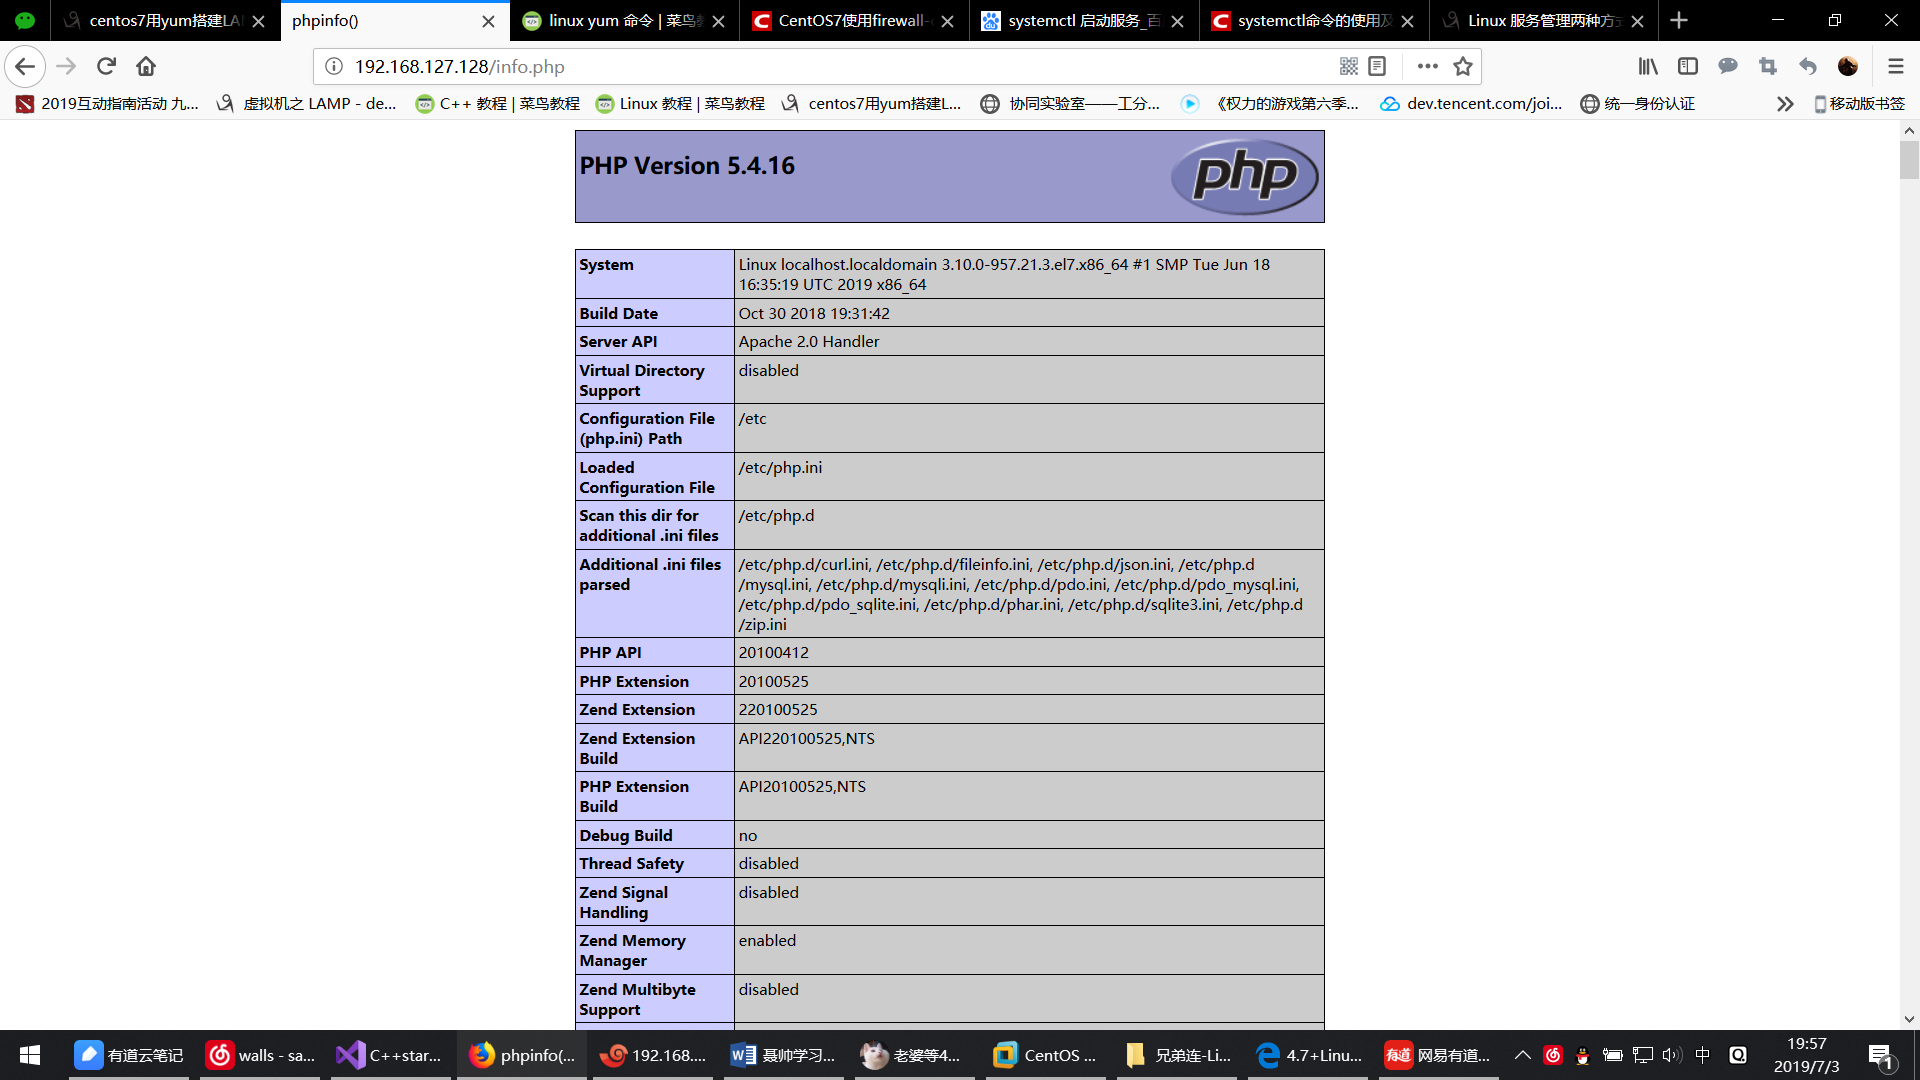 centos7用yum搭建LA
phpinfo()
linux yum 命令 | 菜鸟
CentOS7使用firewall-
systemctl 启动服务_百
systemctl命令的使用及
Linux 服务管理两种方式
192.168.127.128/info.php
2019互动指南活动 九...
虚拟机之 LAMP - de...
C++ 教程 | 菜鸟教程
Linux 教程 | 菜鸟教程
centos7用yum搭建L...
协同实验室——工分...
《权力的游戏第六季...
dev.tencent.com/joi...
统一身份认证
移动版书签
PHP Version 5.4.16
php
System
Linux localhost.localdomain 3.10.0-957.21.3.el7.x86_64 #1 SMP Tue Jun 18
16:35:19 UTC 2019 x86_64
Build Date
Oct 30 2018 19:31:42
Server API
Apache 2.0 Handler
Virtual Directory
Support
disabled
Configuration File
(php.ini) Path
/etc
Loaded
Configuration File
/etc/php.ini
Scan this dir for
additional .ini files
/etc/php.d
Additional .ini files
parsed
/etc/php.d/curl.ini, /etc/php.d/fileinfo.ini, /etc/php.d/json.ini, /etc/php.d
/mysql.ini, /etc/php.d/mysqli.ini, /etc/php.d/pdo.ini, /etc/php.d/pdo_mysql.ini,
/etc/php.d/pdo_sqlite.ini, /etc/php.d/phar.ini, /etc/php.d/sqlite3.ini, /etc/php.d
/zip.ini
PHP API
20100412
PHP Extension
20100525
Zend Extension
220100525
Zend Extension
Build
API220100525,NTS
PHP Extension
Build
API20100525,NTS
Debug Build
no
Thread Safety
disabled
Zend Signal
Handling
disabled
Zend Memory
Manager
enabled
Zend Multibyte
Support
disabled
有道云笔记
walls - sa...
C++star...
phpinfo(...
192.168....
聂帅学习...
老婆等4...
CentOS ...
兄弟连-Li...
4.7+Linu...
有道
网易有道...
中
19:57
2019/7/3
1